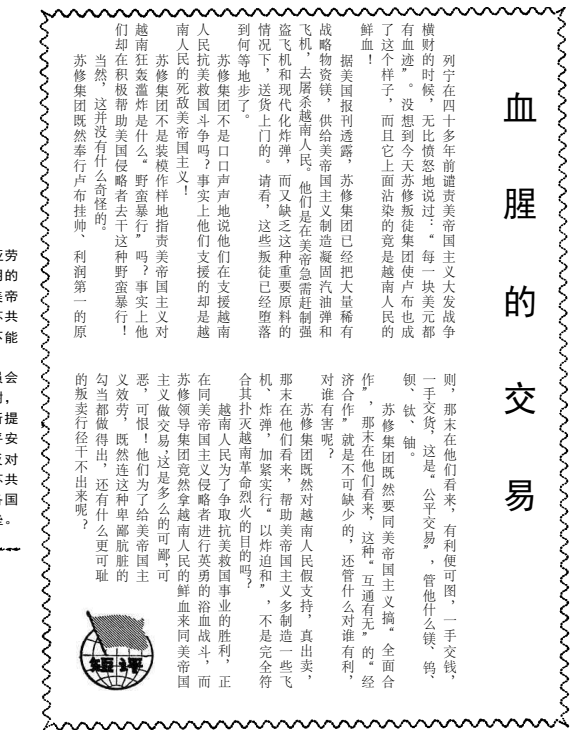 血腥的交易
列宁在四十多年前谴责美帝国主义大发战争
横财的时候，无比愤怒地说过：“每一块美元都
有血迹”。没想到今天苏修叛徒集团使卢布也成
了这个样子，而且它上面沾染的竟是越南人民的
鲜血！
据美国报刊透露，苏修集团已经把大量稀有
战略物资镁，供给美帝国主义制造凝固汽油弹和
飞机，去屠杀越南人民。他们是在美帝急需赶制强
盗飞机和现代化炸弹，而又缺乏这种重要原料的
情况下，送货上门的。请看，这些叛徒已经堕落
到何等地步了。
苏修集团不是口口声声地说他们在支援越南
人民抗美救国斗争吗？事实上他们支援的却是越
南人民的死敌美帝国主义！
苏修集团不是装模作样地指责美帝国主义对
越南狂轰滥炸是什么“野蛮暴行”吗？事实上他
们却在积极帮助美国侵略者去干这种野蛮暴行！
当然，这并没有什么奇怪的。
苏修集团既然奉行卢布挂帅、利润第一的原
则，那末在他们看来，有利便可图，一手交钱，
一手交货，这是“公平交易”，管他什么镁、钨、
钡、钛、铀。
苏修集团既然要同美帝国主义搞“全面合
作”，那末在他们看来，这种“互通有无”的“经
济合作”就是不可缺少的，还管什么对谁有利，
对谁有害呢？
苏修集团既然对越南人民假支持，真出卖，
那末在他们看来，帮助美帝国主义多制造一些飞
机、炸弹，加紧实行“以炸迫和”，不是完全符
合其扑灭越南革命烈火的目的吗？
越南人民为了争取抗美救国事业的胜利，正
在同美帝国主义侵略者进行英勇的浴血战斗，而
苏修领导集团竟然拿越南人民的鲜血来同美帝国
主义做交易，这是多么的可鄙，可
恶，可恨！他们为了给美帝国主
义效劳，既然连这种卑鄙肮脏的
勾当都做得出，还有什么更可耻
的叛卖行径干不出来呢？
短评
劳
的
帝
共
能
会
提
安
对
共
国